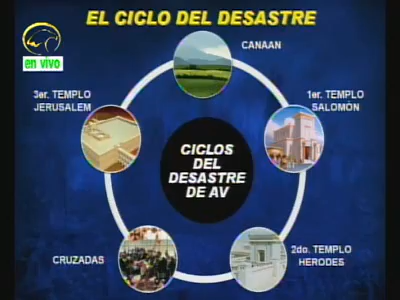 EL CICLO DEL DESASTRE
en vivo
CANAAN
3er. TEMPLO
JERUSALEM
1er. TEMPLO
SALOMÓN
CICLOS
DEL
DESASTRE
DE AV
CRUZADAS
2do. TEMPLO
HERODES